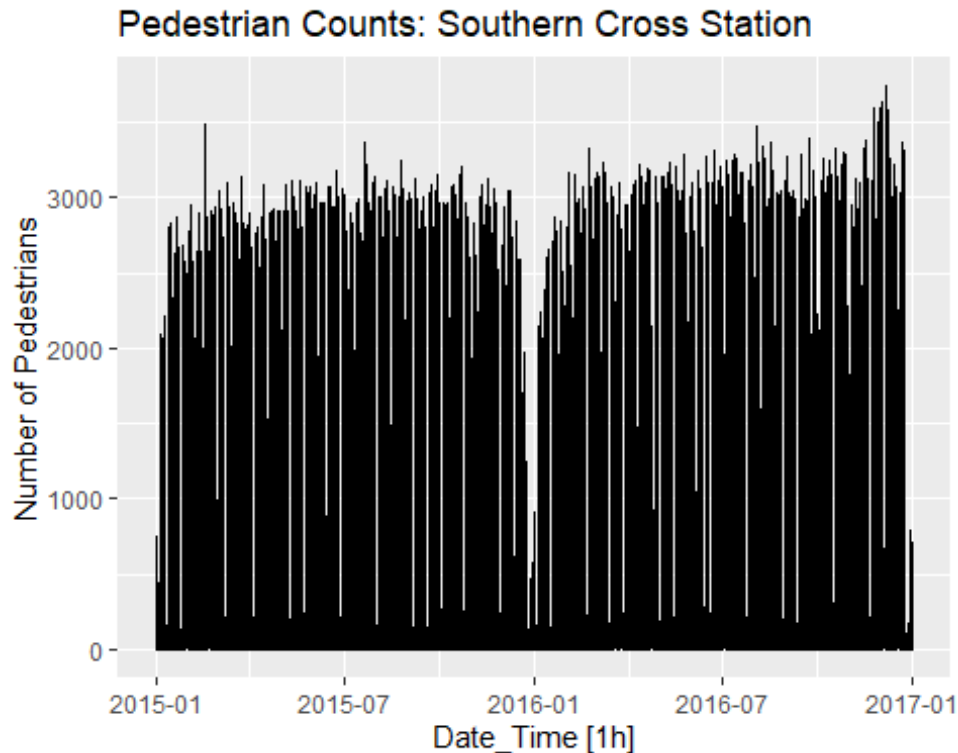 Pedestrian Counts: Southern Cross Station
Number of Pedestrians
3000
2000
1000
0
2015-01 2015-07 2016-01 2016-07 2017-01
Date_Time [1h]